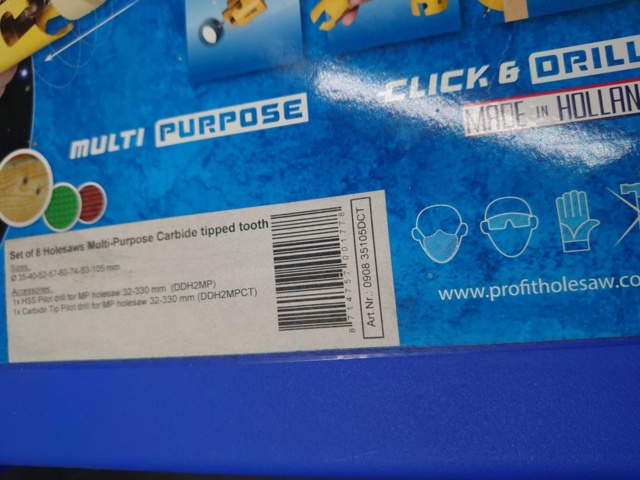 CLICK & DRILL
MADE IN HOLLAN
MULTI PURPOSE
Set of 8 Holesaws Multi-Purpose Carbide tipped tooth
Sizes:
Ø 35-40-52-57-60-74-83-105 mm
Accessories:
1x HSS Pilot drill for MP holesaw 32-330 mm (DDH2MP)
1x Carbide Tip Pilot drill for MP holesaw 32-330 mm (DDH2MPCT)
8 714757 001778
Art Nr.: 0908 35105DCT
www.profitholesaw.co